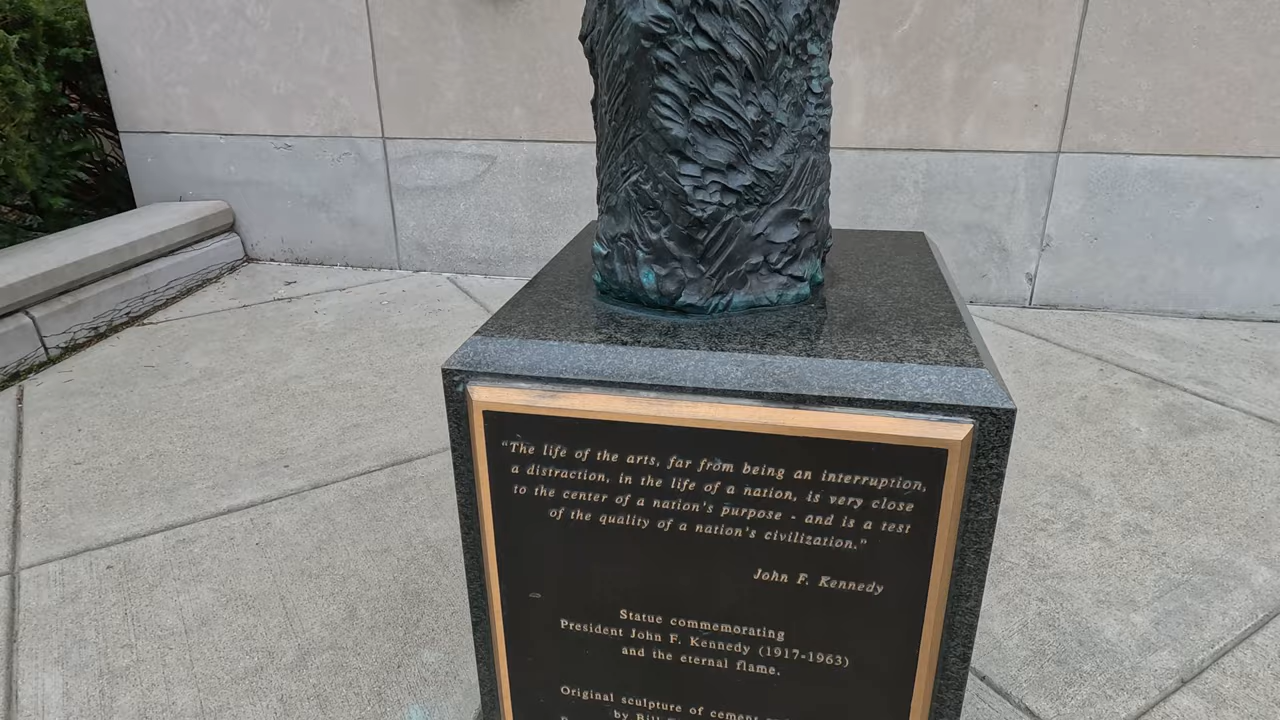 "The life of the arts, far from being an interruption,
a distraction, in the life of a nation, is very close
to the center of a nation's purpose - and is a test
of the quality of a nation's civilization."
John F. Kennedy
Statue commemorating
President John F. Kennedy (1917-1963)
and the eternal flame.
Original sculpture of cement
by Bill